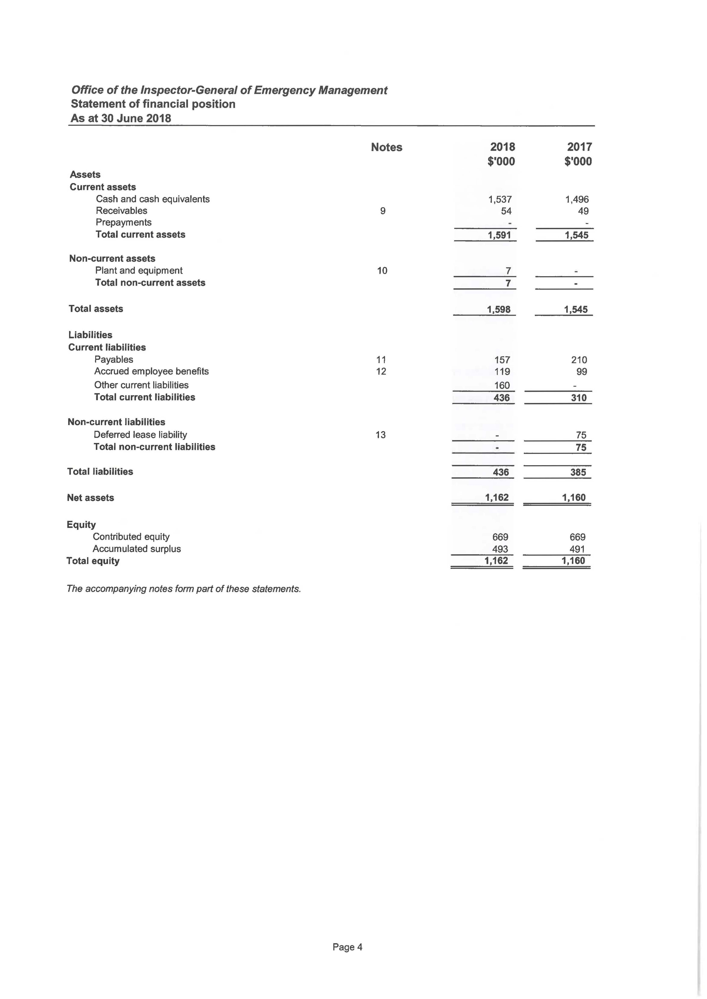 Office of the Inspector-General of Emergency Management
Statement of financial position
As at 30 June 2018
Notes 2018 2017
$'000 $'000
Assets
Current assets
Cash and cash equivalents 1,537 1,496
Receivables 9 54 49
Prepayments - -
Total current assets 1,591 1,545
Non-current assets
Plant and equipment 10 7 -
Total non-current assets 7 -
Total assets 1,598 1,545
Liabilities
Current liabilities
Payables 11 157 210
Accrued employee benefits 12 119 99
Other current liabilities 160 -
Total current liabilities 436 310
Non-current liabilities
Deferred lease liability 13 - 75
Total non-current liabilities - 75
Total liabilities 436 385
Net assets 1,162 1,160
Equity
Contributed equity 669 669
Accumulated surplus 493 491
Total equity 1,162 1,160
The accompanying notes form part of these statements.
Page 4